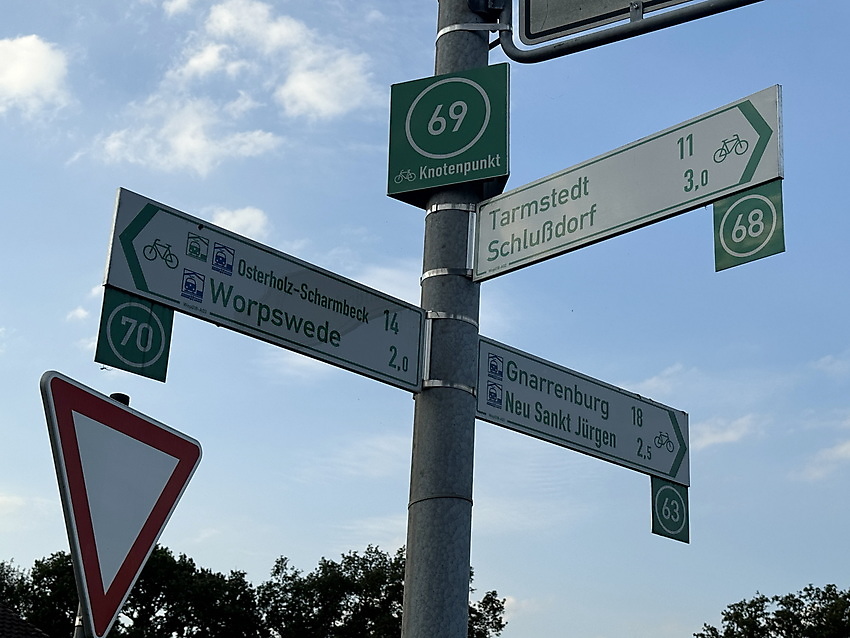 69
Knotenpunkt
Tarmstedt 11
Schlußdorf 3,0
68
Osterholz-Scharmbeck 14
Worpswede 2,0
70
Gnarrenburg 18
Neu Sankt Jürgen 2,5
63